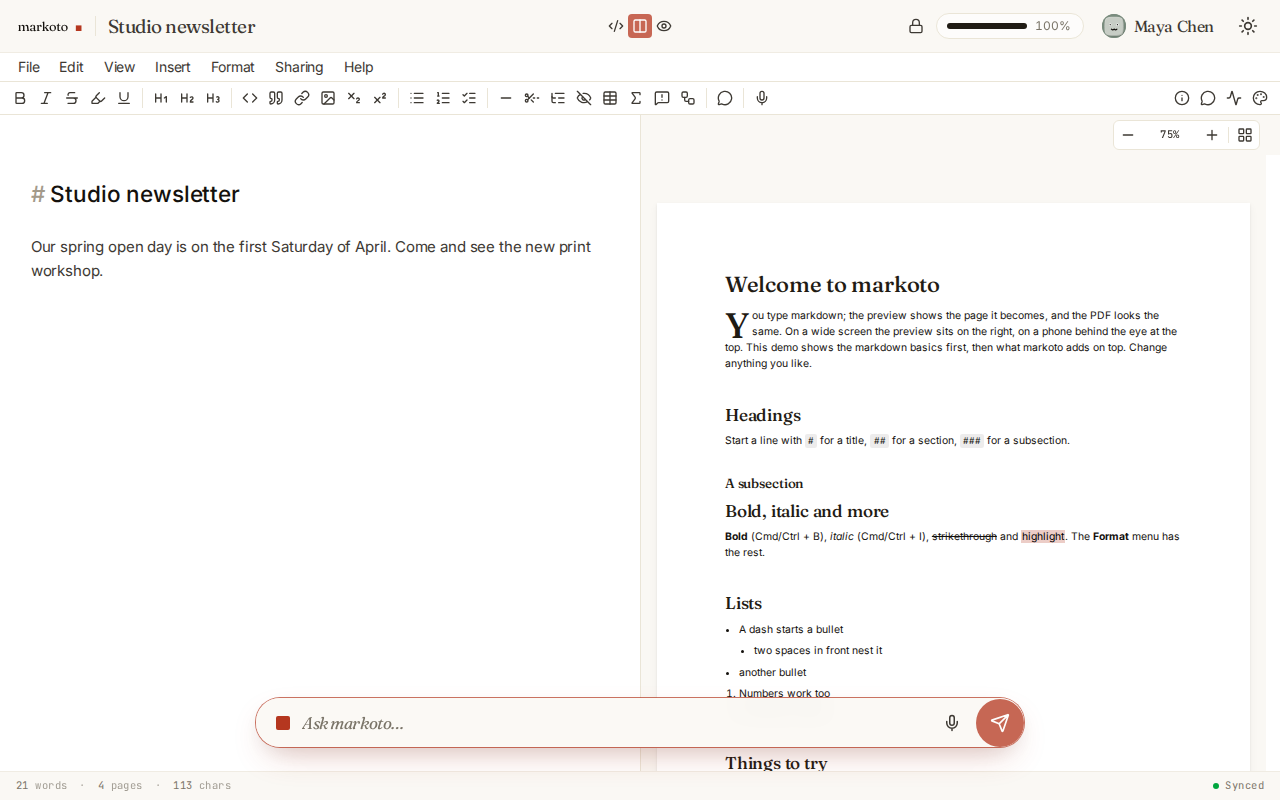 markoto
Studio newsletter
100%
Maya Chen
File Edit View Insert Format Sharing Help
H1 H2 H3
75%
# Studio newsletter
Our spring open day is on the first Saturday of April. Come and see the new print
workshop.
Welcome to markoto
You type markdown; the preview shows the page it becomes, and the PDF looks the
same. On a wide screen the preview sits on the right, on a phone behind the eye at the
top. This demo shows the markdown basics first, then what markoto adds on top. Change
anything you like.
Headings
Start a line with # for a title, ## for a section, ### for a subsection.
A subsection
Bold, italic and more
Bold (Cmd/Ctrl + B), italic (Cmd/Ctrl + I), strikethrough and highlight. The Format menu has
the rest.
Lists
• A dash starts a bullet
• two spaces in front nest it
• another bullet
1. Numbers work too
Ask markoto...
Things to try
21 words · 4 pages · 113 chars
Synced